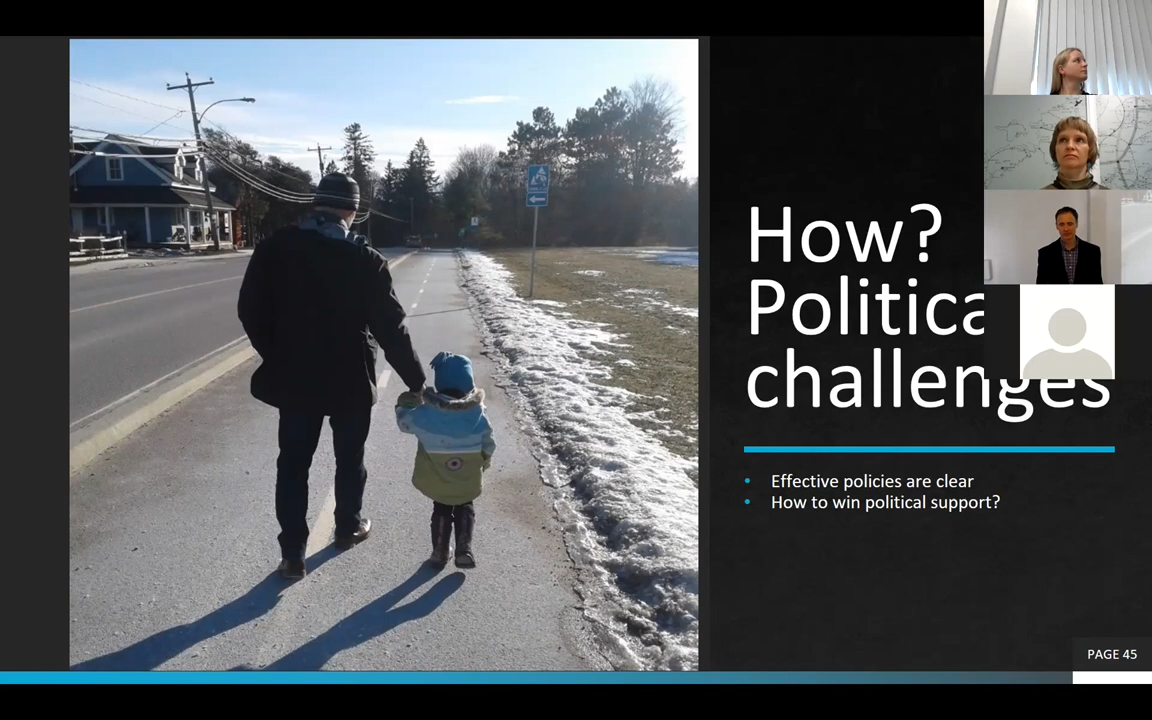 How?
Politica
challenges
• Effective policies are clear
• How to win political support?
PAGE 45